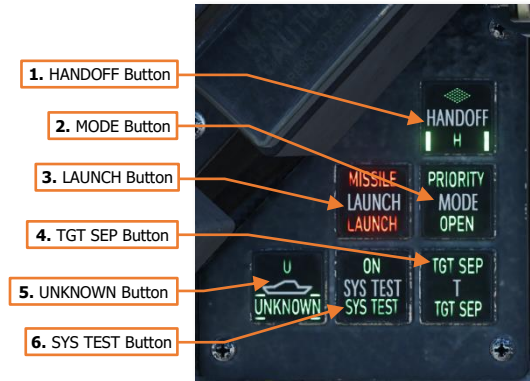 1. HANDOFF Button
2. MODE Button
3. LAUNCH Button
4. TGT SEP Button
5. UNKNOWN Button
6. SYS TEST Button
HANDOFF
H
MISSILE
LAUNCH
LAUNCH
PRIORITY
MODE
OPEN
U
UNKNOWN
ON
SYS TEST
SYS TEST
TGT SEP
T
TGT SEP